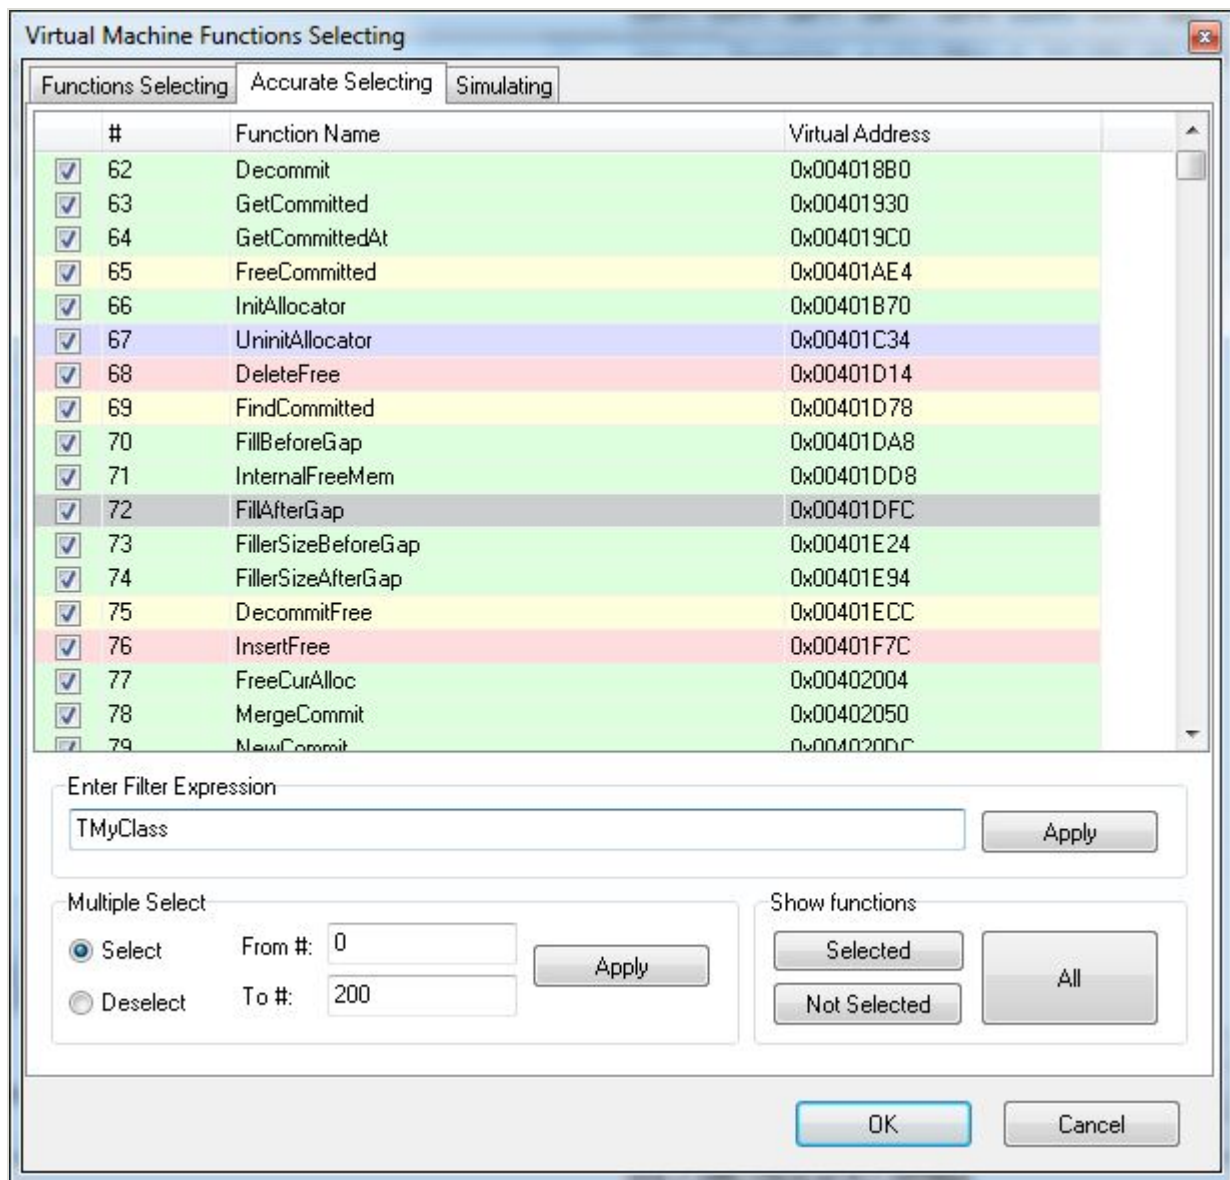 Virtual Machine Functions Selecting
Functions Selecting Accurate Selecting Simulating
# Function Name Virtual Address
62 Decommit 0x004018B0
63 GetCommitted 0x00401930
64 GetCommittedAt 0x004019C0
65 FreeCommitted 0x00401AE4
66 InitAllocator 0x00401B70
67 UninitAllocator 0x00401C34
68 DeleteFree 0x00401D14
69 FindCommitted 0x00401D78
70 FillBeforeGap 0x00401DA8
71 InternalFreeMem 0x00401DD8
72 FillAfterGap 0x00401DFC
73 FillerSizeBeforeGap 0x00401E24
74 FillerSizeAfterGap 0x00401E94
75 DecommitFree 0x00401ECC
76 InsertFree 0x00401F7C
77 FreeCurAlloc 0x00402004
78 MergeCommit 0x00402050
79 NewCommit 0x004020DC
Enter Filter Expression
TMyClass Apply
Multiple Select
Select From #: 0
Deselect To #: 200
Apply
Show functions
Selected
Not Selected
All
OK Cancel